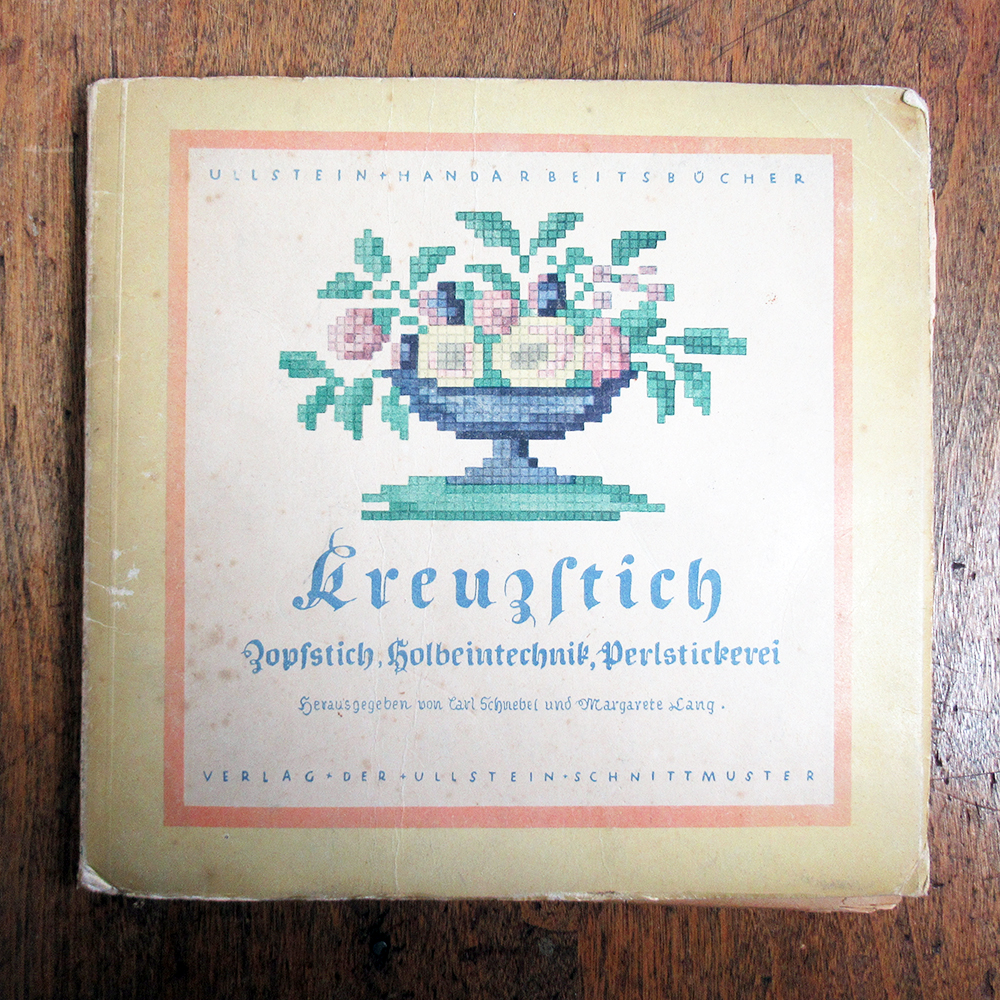 ULLSTEIN+HANDARBEITSBÜCHER
Kreuzstich
Zopfstich, Holbeintechnik, Perlstickerei
Herausgegeben von Carl Schnebel und Margarete Lang.
VERLAG+DER+ULLSTEIN+SCHNITTMUSTER